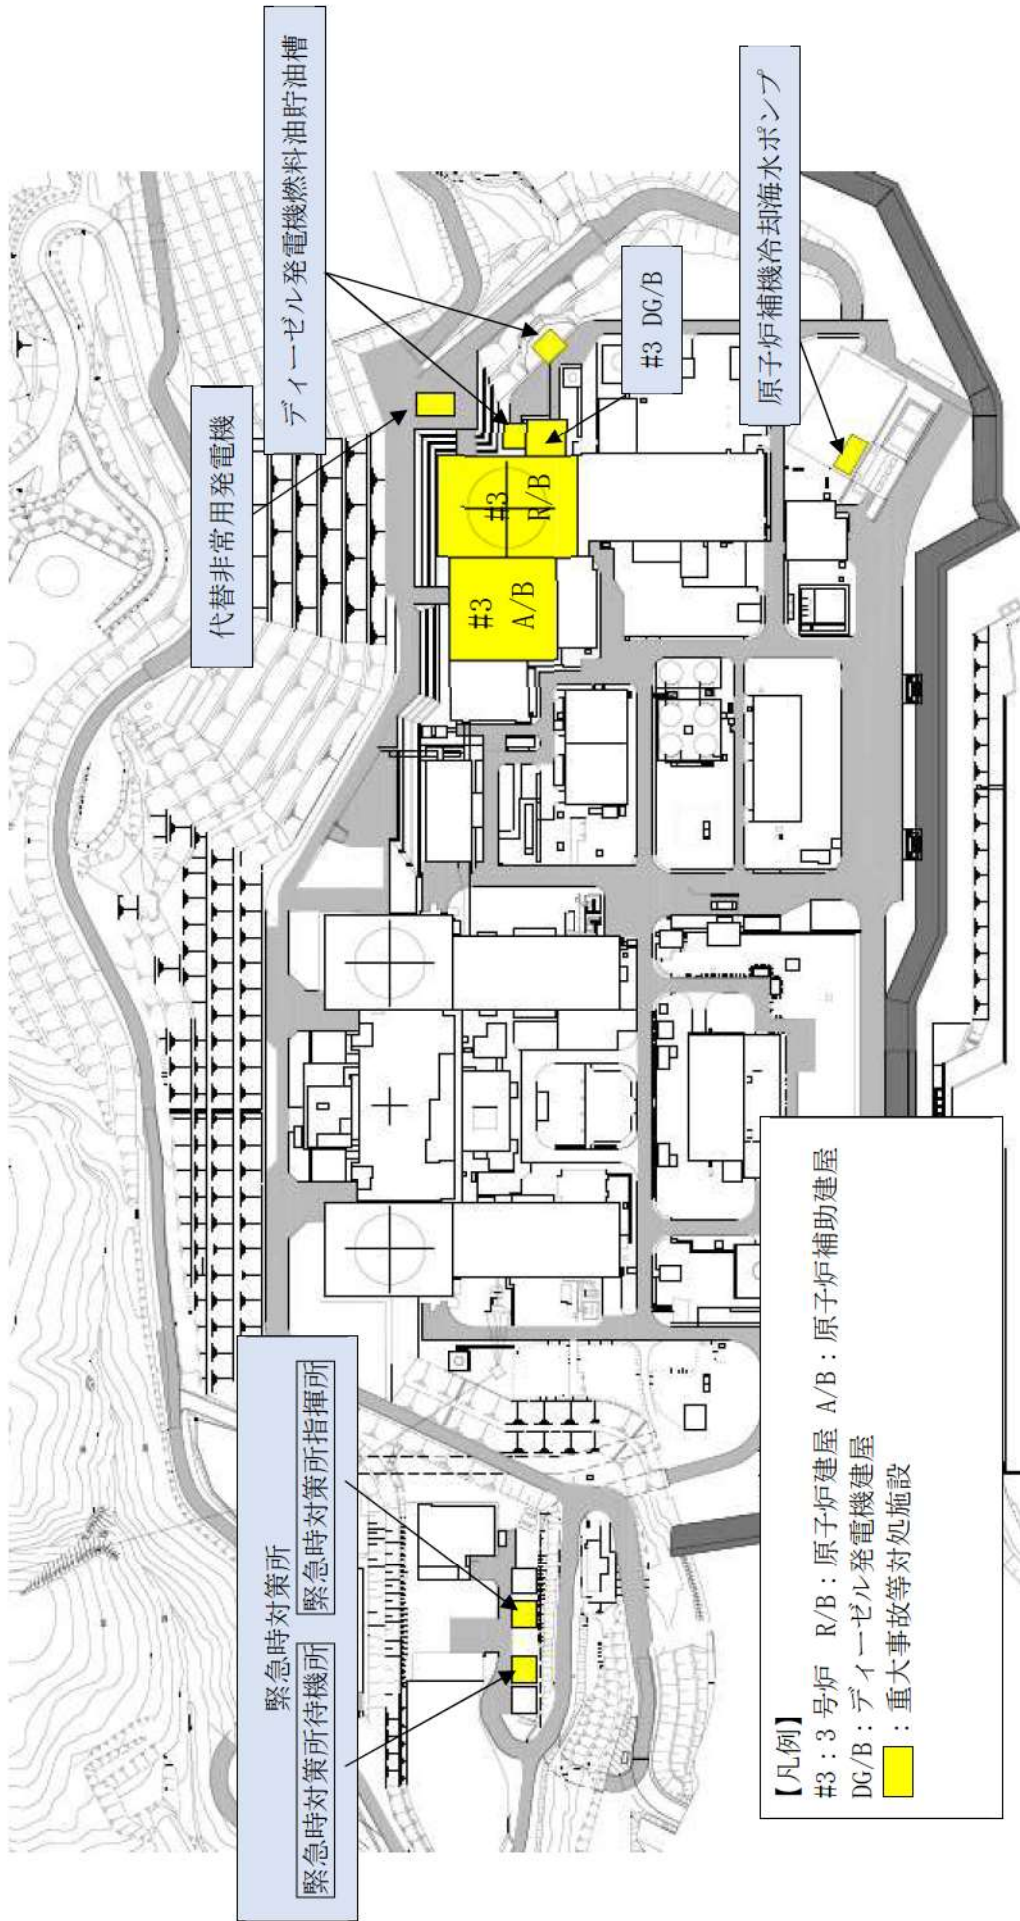 緊急時対策所
緊急時対策所待機所 緊急時対策所指揮所
代替非常用発電機
ディーゼル発電機燃料油貯油槽
#3
A/B
#3
R/B
#3 DG/B
原子炉補機冷却海水ポンプ
【凡例】
#3：3 号炉 R/B：原子炉建屋 A/B：原子炉補助建屋
DG/B：ディーゼル発電機建屋
：重大事故等対処施設